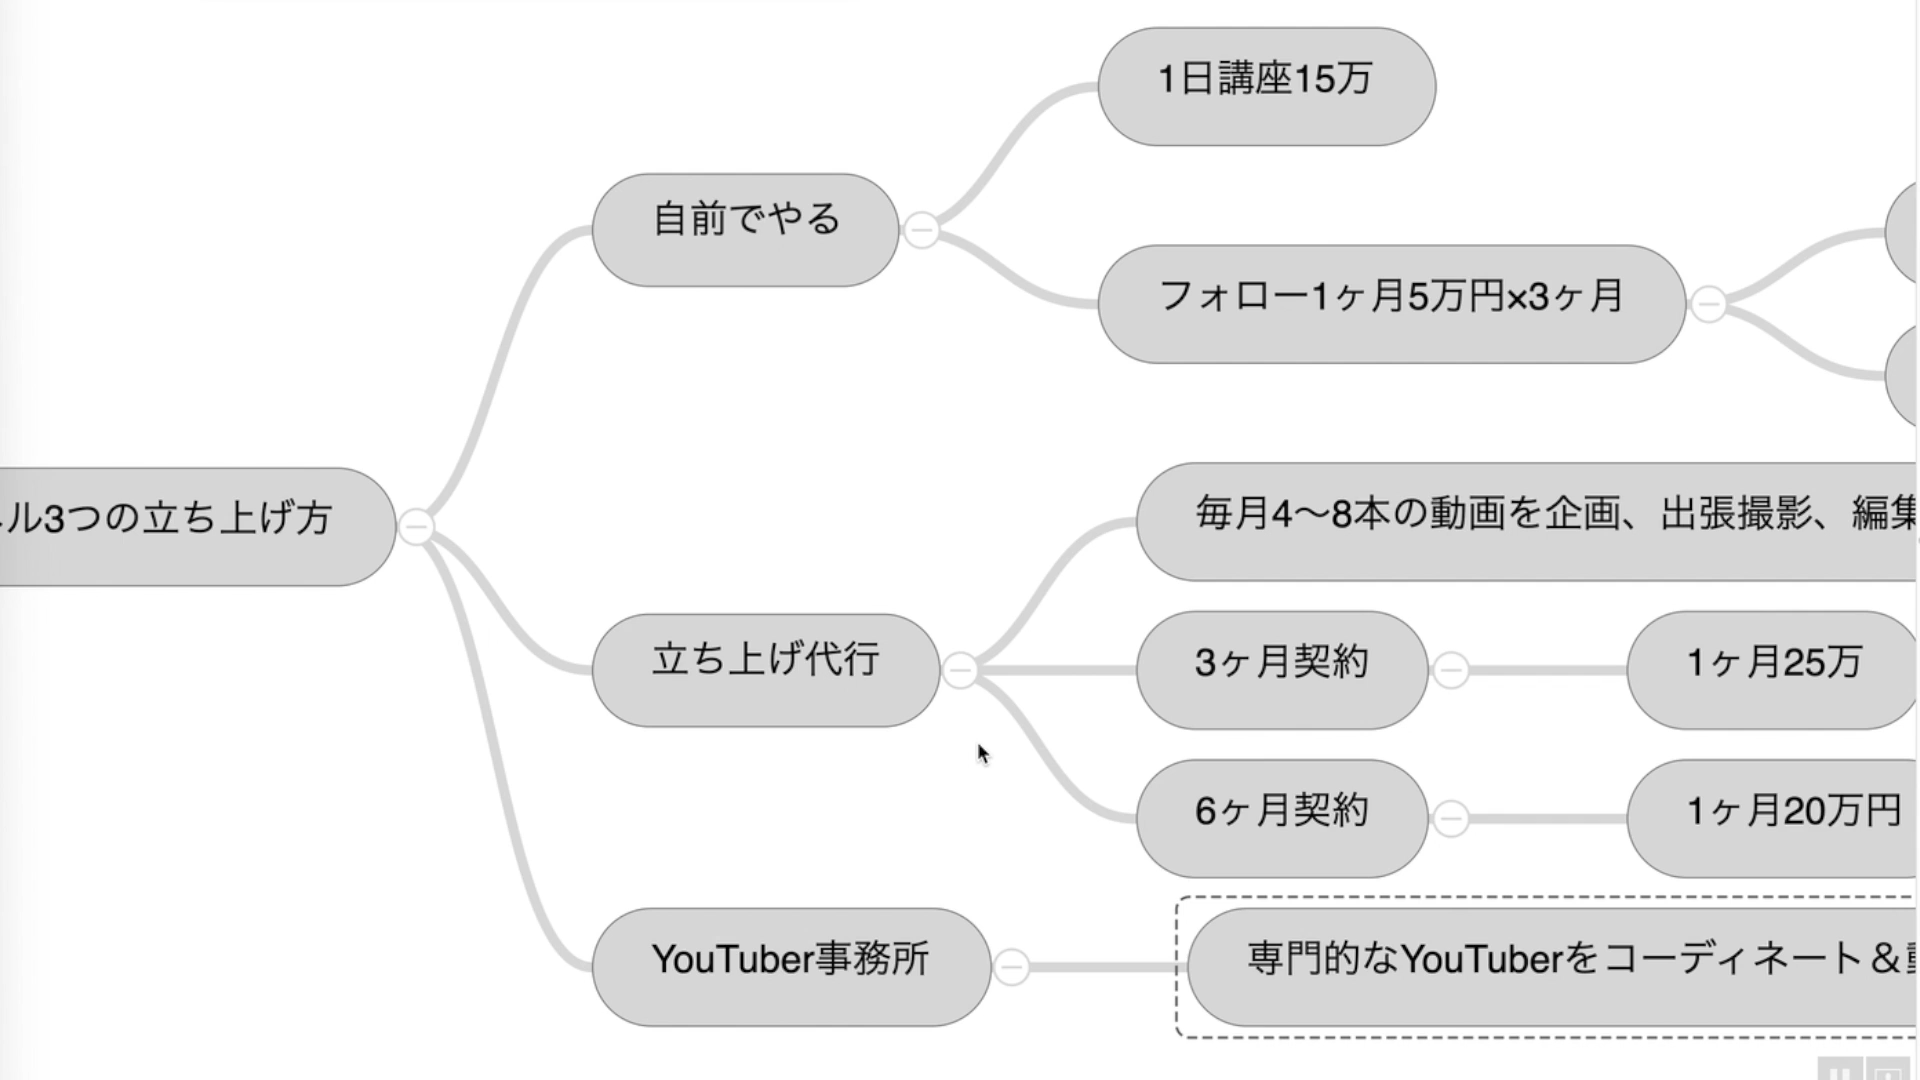 ル3つの立ち上げ方
自前でやる
1日講座15万
フォロー1ヶ月5万円×3ヶ月
立ち上げ代行
毎月4〜8本の動画を企画、出張撮影、編集
3ヶ月契約
1ヶ月25万
6ヶ月契約
1ヶ月20万円
YouTuber事務所
専門的なYouTuberをコーディネート＆